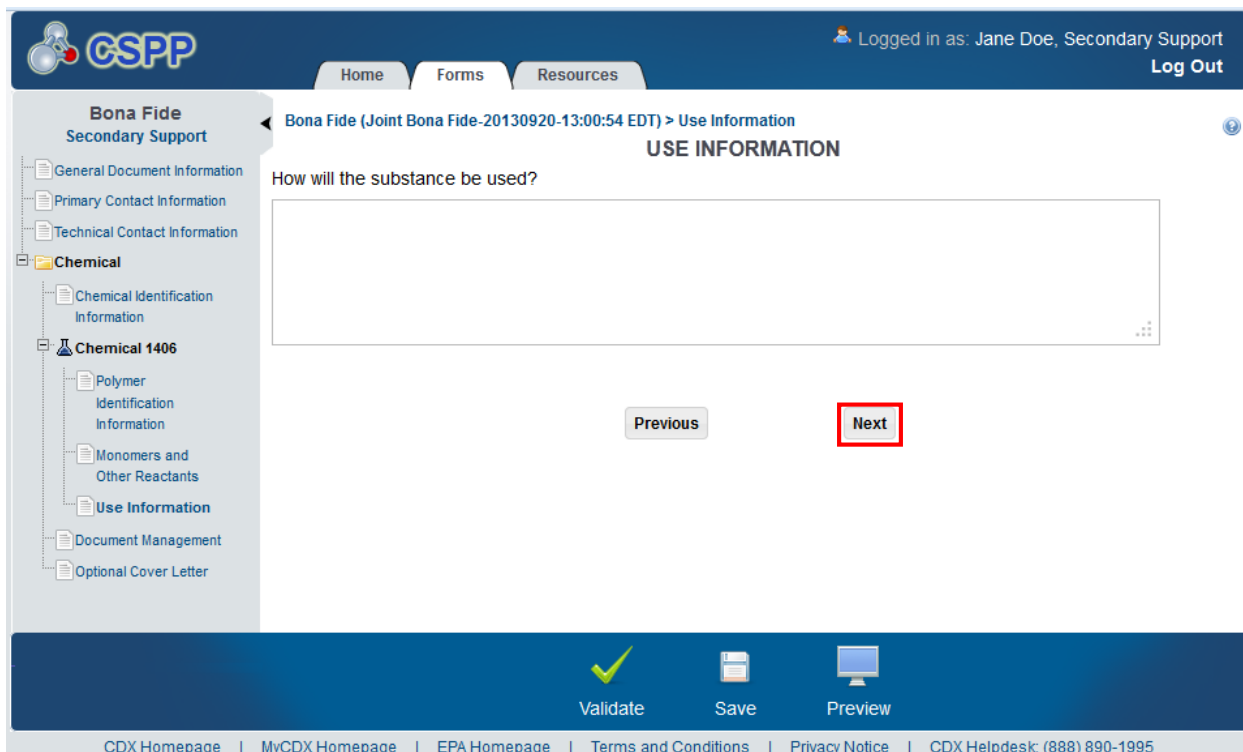 CSPP
Logged in as: Jane Doe, Secondary Support
Log Out
Home
Forms
Resources
Bona Fide
Secondary Support
General Document Information
Primary Contact Information
Technical Contact Information
Chemical
Chemical Identification
Information
Chemical 1406
Polymer
Identification
Information
Monomers and
Other Reactants
Use Information
Document Management
Optional Cover Letter
Bona Fide (Joint Bona Fide-20130920-13:00:54 EDT) > Use Information
USE INFORMATION
How will the substance be used?
Previous
Next
Validate
Save
Preview
CDX Homepage | MyCDX Homepage | EPA Homepage | Terms and Conditions | Privacy Notice | CDX Helpdesk: (888) 890-1995